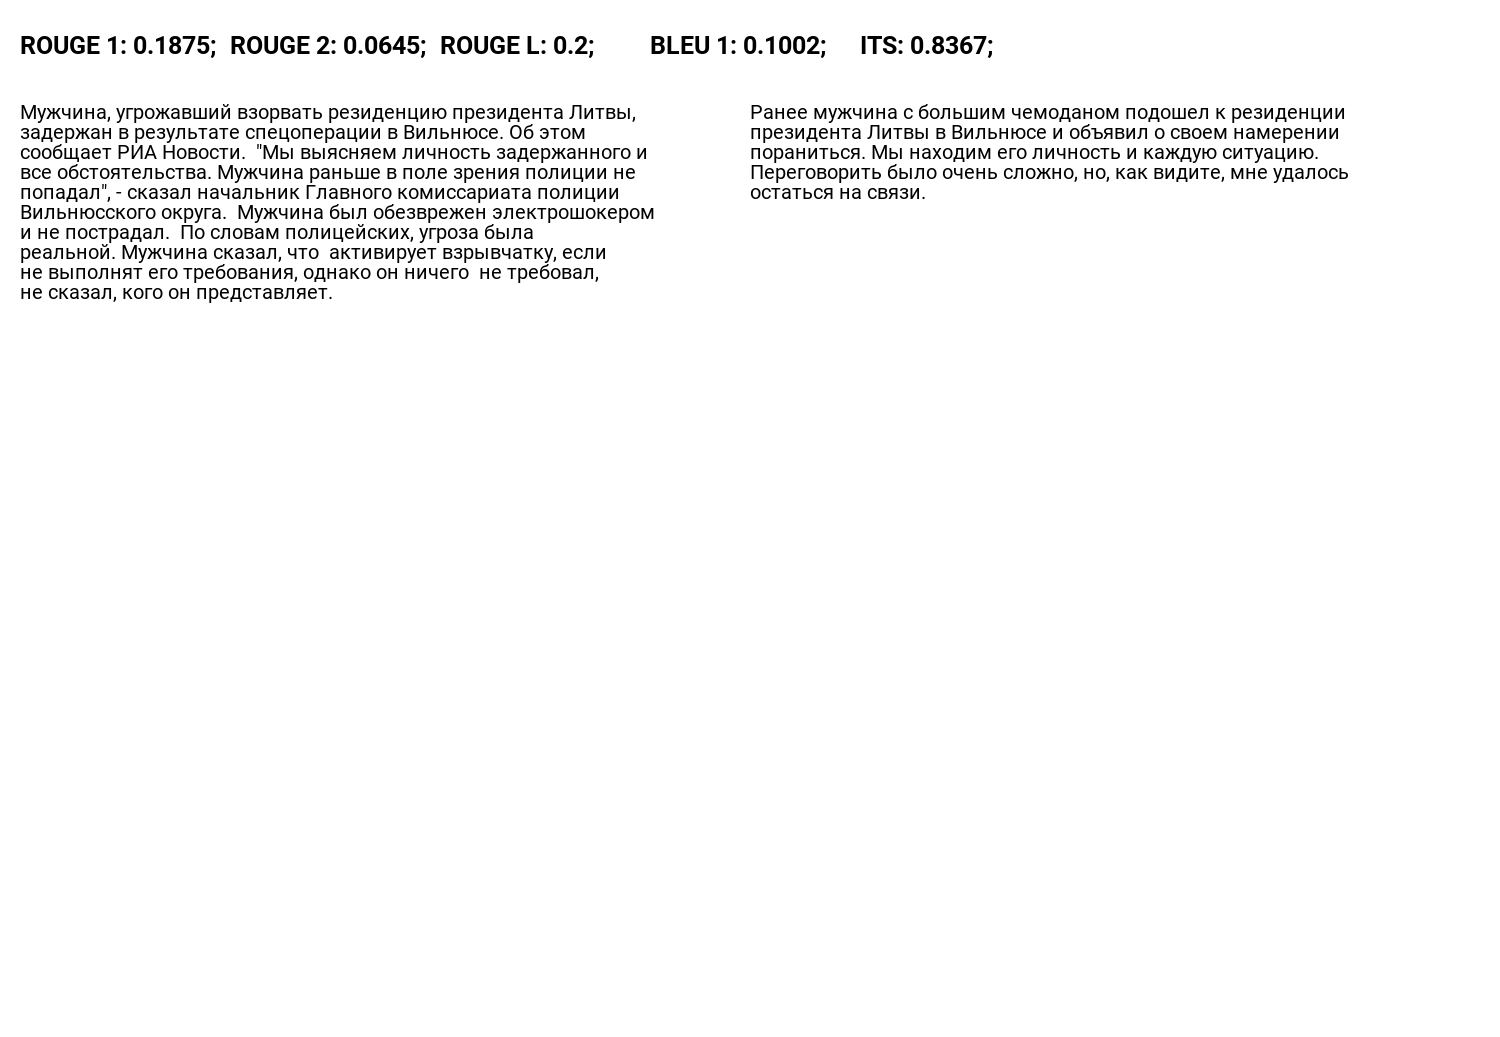 ROUGE 1: 0.1875; ROUGE 2: 0.0645; ROUGE L: 0.2; BLEU 1: 0.1002; ITS: 0.8367;
Мужчина, угрожавший взорвать резиденцию президента Литвы,
задержан в результате спецоперации в Вильнюсе. Об этом
сообщает РИА Новости.  "Мы выясняем личность задержанного и
все обстоятельства. Мужчина раньше в поле зрения полиции не
попадал", - сказал начальник Главного комиссариата полиции
Вильнюсского округа.  Мужчина был обезврежен электрошокером
и не пострадал.  По словам полицейских, угроза была
реальной. Мужчина сказал, что  активирует взрывчатку, если
не выполнят его требования, однако он ничего  не требовал,
не сказал, кого он представляет.
Ранее мужчина с большим чемоданом подошел к резиденции
президента Литвы в Вильнюсе и объявил о своем намерении
пораниться. Мы находим его личность и каждую ситуацию.
Переговорить было очень сложно, но, как видите, мне удалось
остаться на связи.